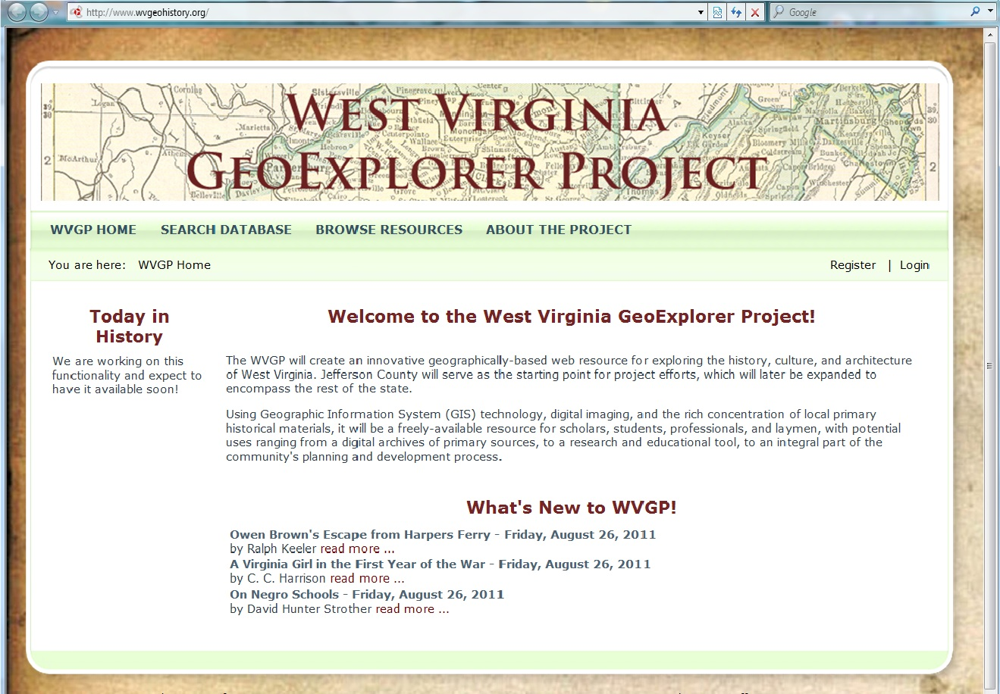 http://www.wvgeohistory.org/
Google
West Virginia
GeoExplorer Project
WVGP HOME SEARCH DATABASE BROWSE RESOURCES ABOUT THE PROJECT
You are here: WVGP Home
Register | Login
Today in
History
We are working on this
functionality and expect to
have it available soon!
Welcome to the West Virginia GeoExplorer Project!
The WVGP will create an innovative geographically-based web resource for exploring the history, culture, and architecture
of West Virginia. Jefferson County will serve as the starting point for project efforts, which will later be expanded to
encompass the rest of the state.
Using Geographic Information System (GIS) technology, digital imaging, and the rich concentration of local primary
historical materials, it will be a freely-available resource for scholars, students, professionals, and laymen, with potential
uses ranging from a digital archives of primary sources, to a research and educational tool, to an integral part of the
community's planning and development process.
What's New to WVGP!
Owen Brown's Escape from Harpers Ferry - Friday, August 26, 2011
by Ralph Keeler read more ...
A Virginia Girl in the First Year of the War - Friday, August 26, 2011
by C. C. Harrison read more ...
On Negro Schools - Friday, August 26, 2011
by David Hunter Strother read more ...